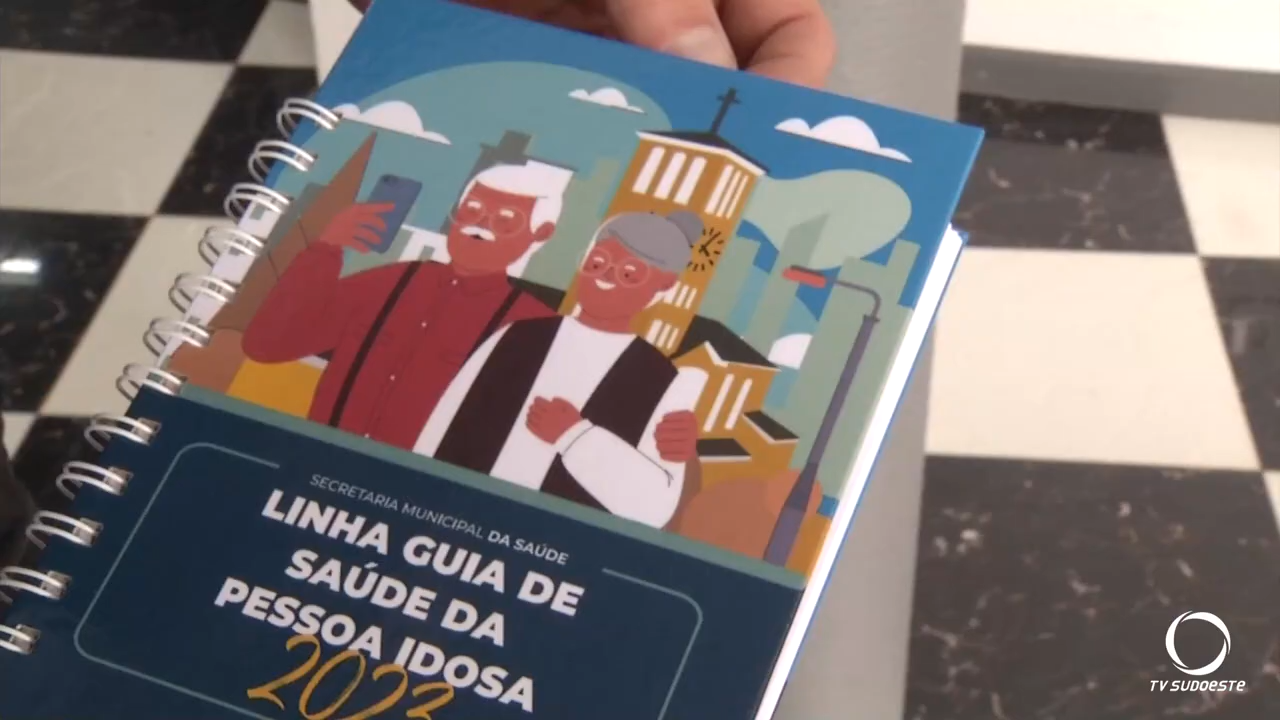 SECRETARIA MUNICIPAL DA SAÚDE
LINHA GUIA DE
SAÚDE DA
PESSOA IDOSA
2023
TV SUDOESTE